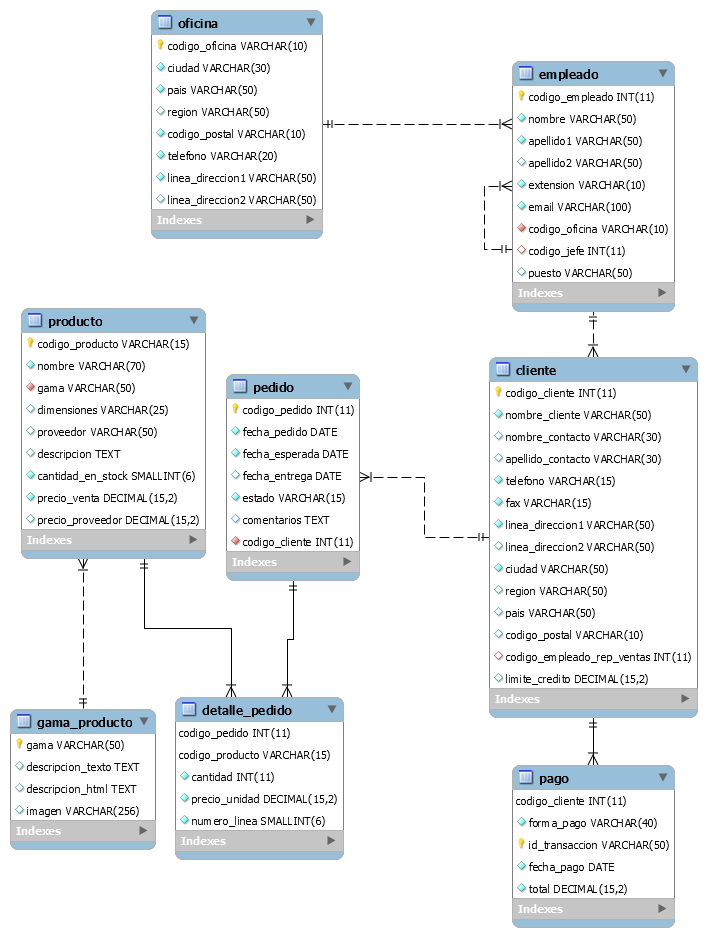 oficina
codigo_oficina VARCHAR(10)
ciudad VARCHAR(30)
pais VARCHAR(50)
region VARCHAR(50)
codigo_postal VARCHAR(10)
telefono VARCHAR(20)
linea_direccion1 VARCHAR(50)
linea_direccion2 VARCHAR(50)
Indexes
empleado
codigo_empleado INT(11)
nombre VARCHAR(50)
apellido1 VARCHAR(50)
apellido2 VARCHAR(50)
extension VARCHAR(10)
email VARCHAR(100)
codigo_oficina VARCHAR(10)
codigo_jefe INT(11)
puesto VARCHAR(50)
Indexes
producto
codigo_producto VARCHAR(15)
nombre VARCHAR(70)
gama VARCHAR(50)
dimensiones VARCHAR(25)
proveedor VARCHAR(50)
descripcion TEXT
cantidad_en_stock SMALLINT(6)
precio_venta DECIMAL(15,2)
precio_proveedor DECIMAL(15,2)
Indexes
pedido
codigo_pedido INT(11)
fecha_pedido DATE
fecha_esperada DATE
fecha_entrega DATE
estado VARCHAR(15)
comentarios TEXT
codigo_cliente INT(11)
Indexes
cliente
codigo_cliente INT(11)
nombre_cliente VARCHAR(50)
nombre_contacto VARCHAR(30)
apellido_contacto VARCHAR(30)
telefono VARCHAR(15)
fax VARCHAR(15)
linea_direccion1 VARCHAR(50)
linea_direccion2 VARCHAR(50)
ciudad VARCHAR(50)
region VARCHAR(50)
pais VARCHAR(50)
codigo_postal VARCHAR(10)
codigo_empleado_rep_ventas INT(11)
limite_credito DECIMAL(15,2)
Indexes
gama_producto
gama VARCHAR(50)
descripcion_texto TEXT
descripcion_html TEXT
imagen VARCHAR(256)
Indexes
detalle_pedido
codigo_pedido INT(11)
codigo_producto VARCHAR(15)
cantidad INT(11)
precio_unidad DECIMAL(15,2)
numero_linea SMALLINT(6)
Indexes
pago
codigo_cliente INT(11)
forma_pago VARCHAR(40)
id_transaccion VARCHAR(50)
fecha_pago DATE
total DECIMAL(15,2)
Indexes